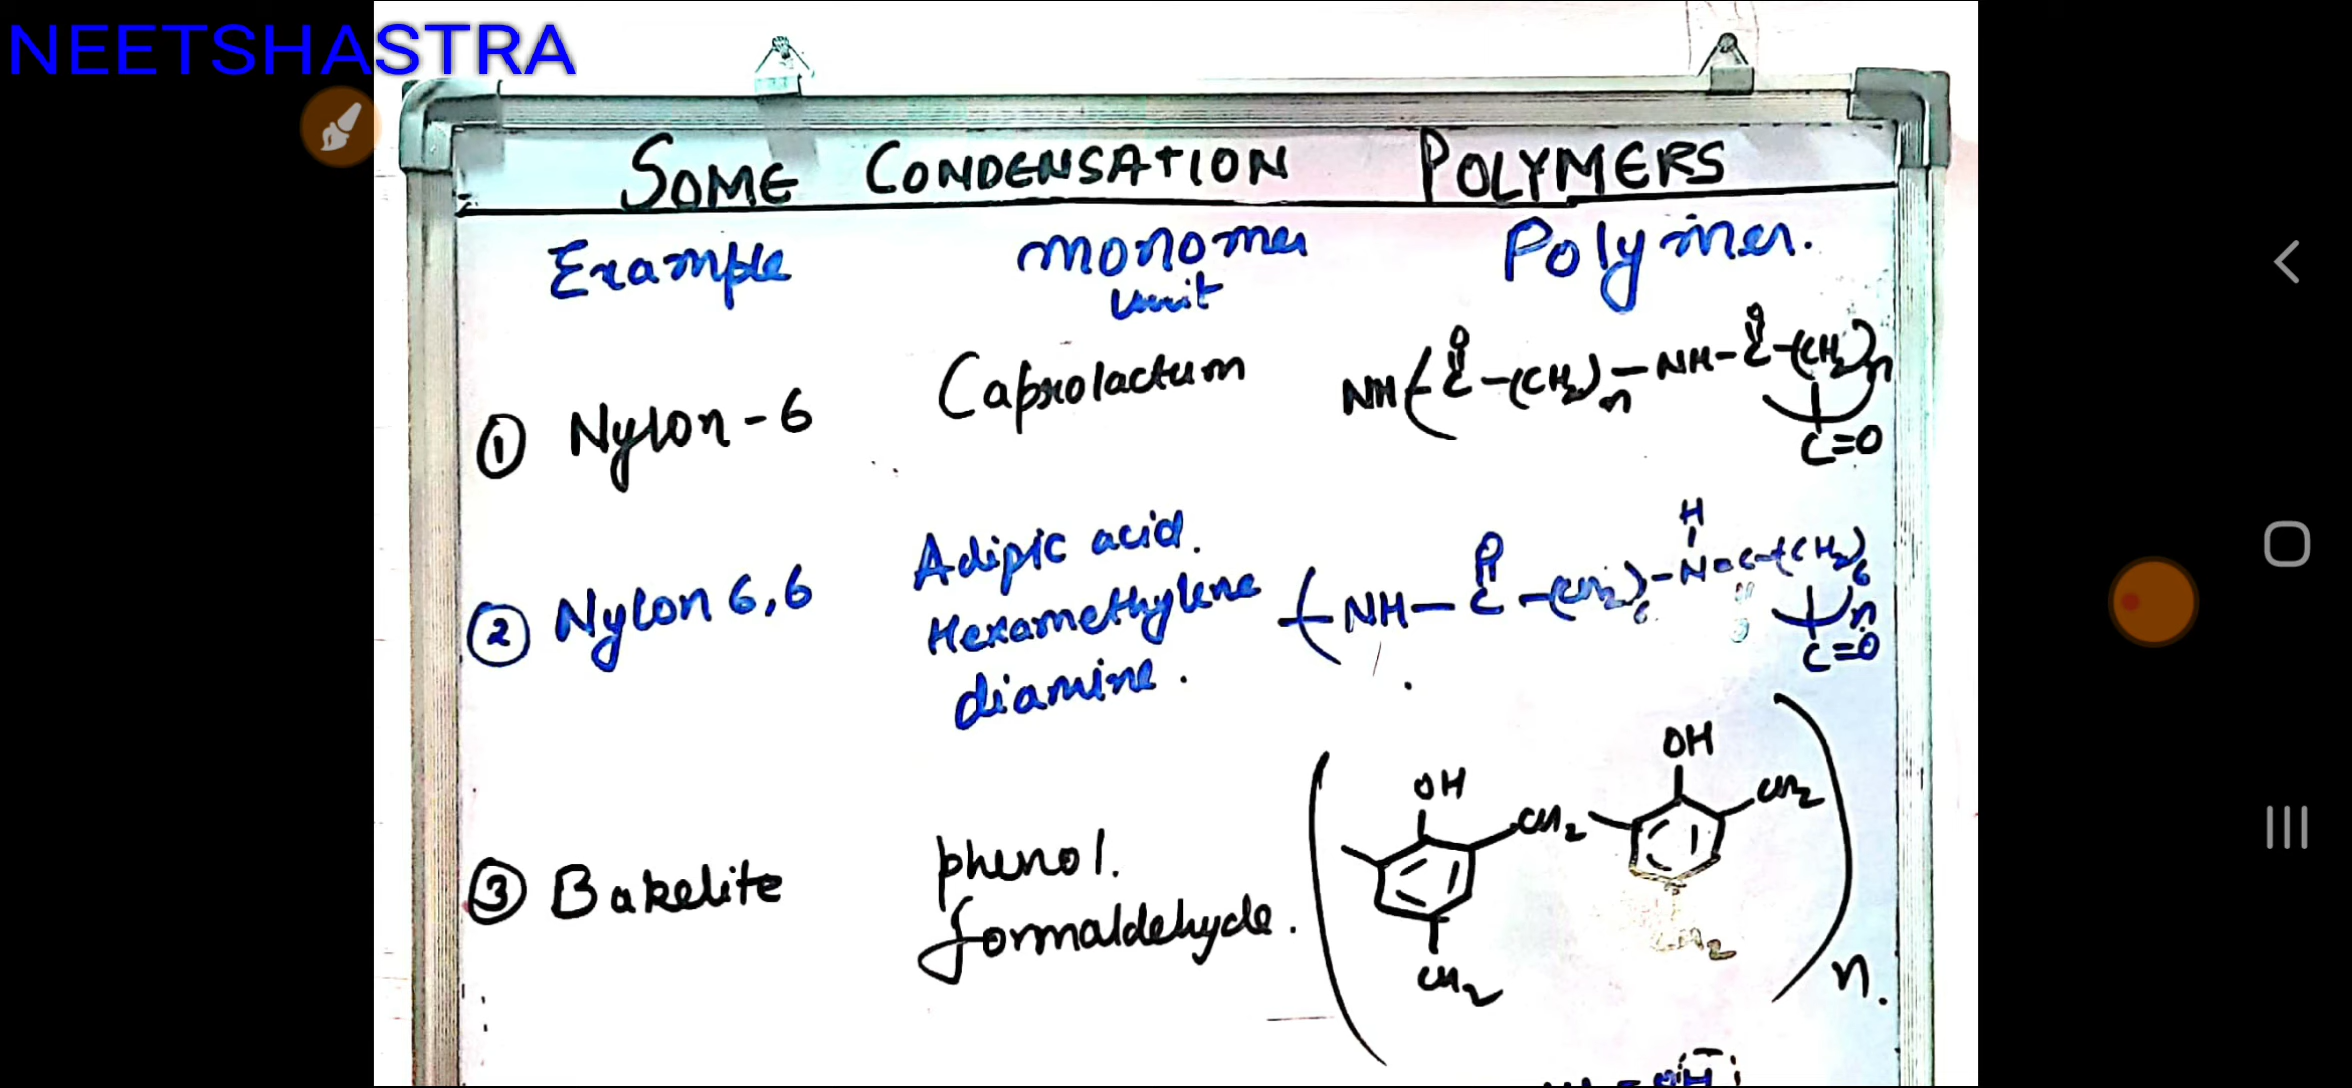 NEETSHASTRA
SOME CONDENSATION POLYMERS
Example monomer Polymer.
unit
① Nylon-6 Caprolactum NH(-C(=O)-(CH2)n-NH-C(=O)-(CH2)n
C=O
② Nylon 6,6 Adipic acid.
Hexamethylene
diamine.
(NH-C(=O)-(CH2)6-N(H)-C(=O)-(CH2)6)n
C=O
③ Bakelite phenol.
formaldehyde.
OH OH
CH2 CH2
CH2 CH2
n.